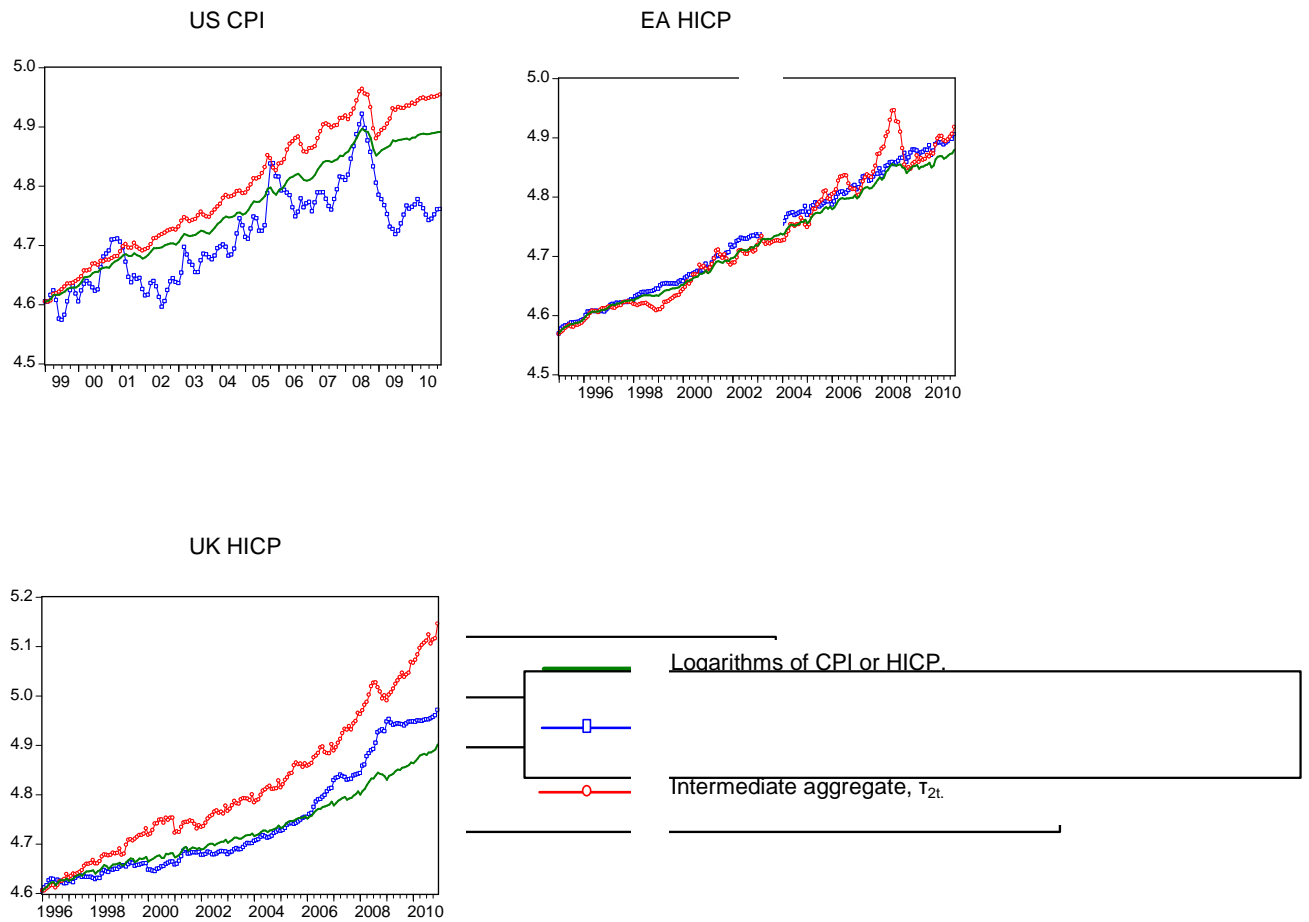 US CPI
EA HICP
5.0
4.9
4.8
4.7
4.6
4.5
99 00 01 02 03 04 05 06 07 08 09 10
5.0
4.9
4.8
4.7
4.6
4.5
1996 1998 2000 2002 2004 2006 2008 2010
UK HICP
5.2
5.1
5.0
4.9
4.8
4.7
4.6
1996 1998 2000 2002 2004 2006 2008 2010
Logarithms of CPI or HICP.
Intermediate aggregate, τ2t.